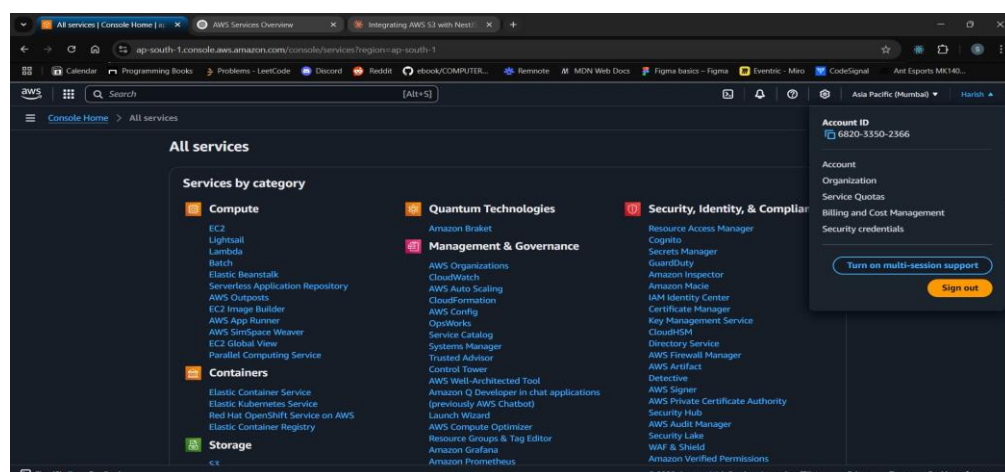 All services | Console Home | a
AWS Services Overview
Integrating AWS S3 with Nest
ap-south-1.console.aws.amazon.com/console/services?region=ap-south-1
Calendar
Programming Books
Problems - LeetCode
Discord
Reddit
ebook/COMPUTER...
Remnote
MDN Web Docs
Figma basics – Figma
Eventric - Miro
CodeSignal
Ant Esports MK140...
aws
Search
[Alt+S]
Asia Pacific (Mumbai)
Harish
Console Home > All services
Account ID
6820-3350-2366
Account
Organization
Service Quotas
Billing and Cost Management
Security credentials
Turn on multi-session support
Sign out
All services
Services by category
Compute
EC2
Lightsail
Lambda
Batch
Elastic Beanstalk
Serverless Application Repository
AWS Outposts
EC2 Image Builder
AWS App Runner
AWS SimSpace Weaver
EC2 Global View
Parallel Computing Service
Containers
Elastic Container Service
Elastic Kubernetes Service
Red Hat OpenShift Service on AWS
Elastic Container Registry
Storage
S3
Quantum Technologies
Amazon Braket
Management & Governance
AWS Organizations
CloudWatch
AWS Auto Scaling
CloudFormation
AWS Config
OpsWorks
Service Catalog
Systems Manager
Trusted Advisor
Control Tower
AWS Well-Architected Tool
Amazon Q Developer in chat applications
(previously AWS Chatbot)
Launch Wizard
AWS Compute Optimizer
Resource Groups & Tag Editor
Amazon Grafana
Amazon Prometheus
Security, Identity, & Complian
Resource Access Manager
Cognito
Secrets Manager
GuardDuty
Amazon Inspector
Amazon Macie
IAM Identity Center
Certificate Manager
Key Management Service
CloudHSM
Directory Service
AWS Firewall Manager
AWS Artifact
Detective
AWS Signer
AWS Private Certificate Authority
Security Hub
AWS Audit Manager
Security Lake
WAF & Shield
Amazon Verified Permissions